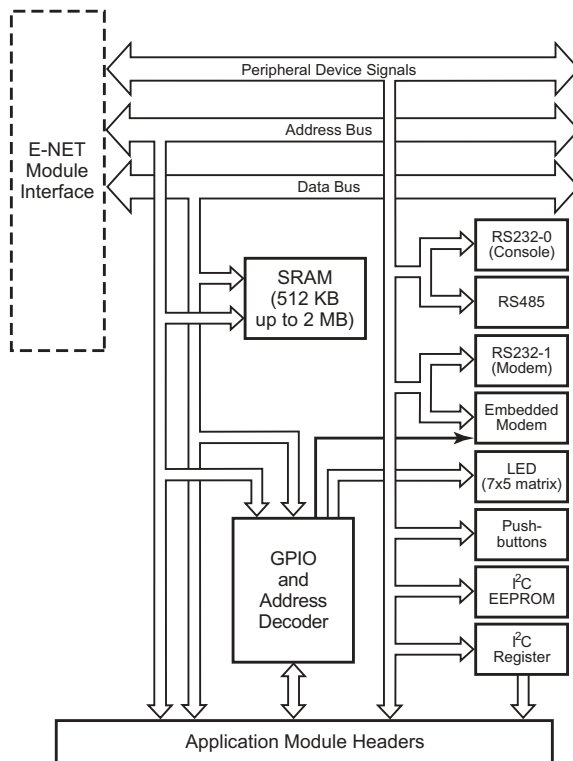 Peripheral Device Signals
Address Bus
Data Bus
E-NET
Module
Interface
SRAM
(512 KB
up to 2 MB)
RS232-0
(Console)
RS485
RS232-1
(Modem)
Embedded
Modem
LED
(7x5 matrix)
Push-
buttons
I²C
EEPROM
I²C
Register
GPIO
and
Address
Decoder
Application Module Headers